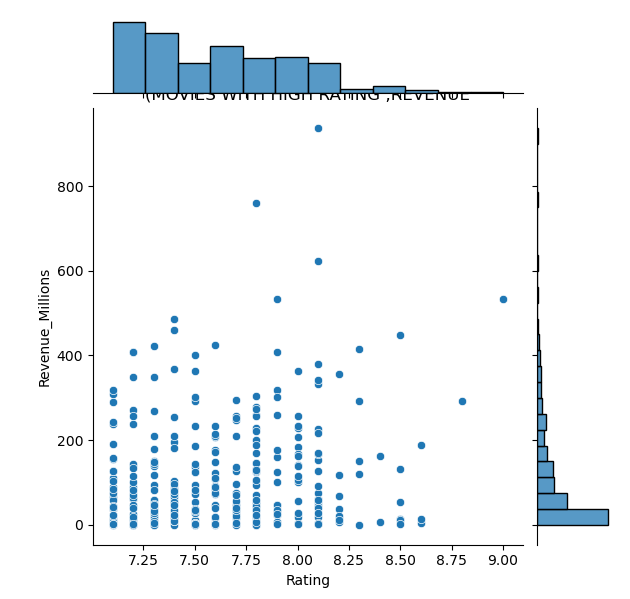 (MOVIES WITH HIGH RATING ,REVENUE
800
600
400
200
0
Revenue_Millions
7.25 7.50 7.75 8.00 8.25 8.50 8.75 9.00
Rating